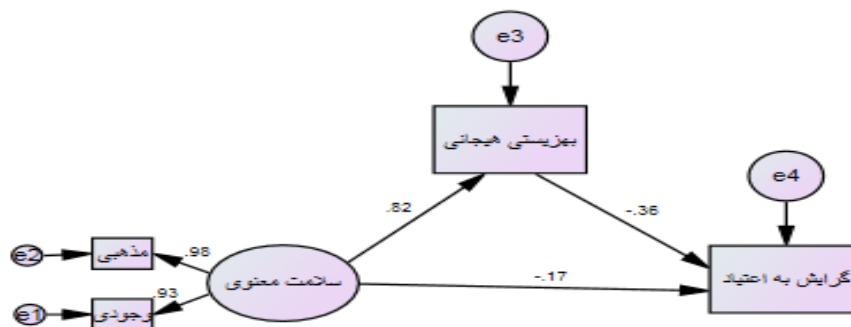 e3
بهزیستی هیجانی
e4
.82
-.36
e2
مذهبی
.98
سلامت معنوی
-.17
گرایش به اعتیاد
e1
وجودی
.93